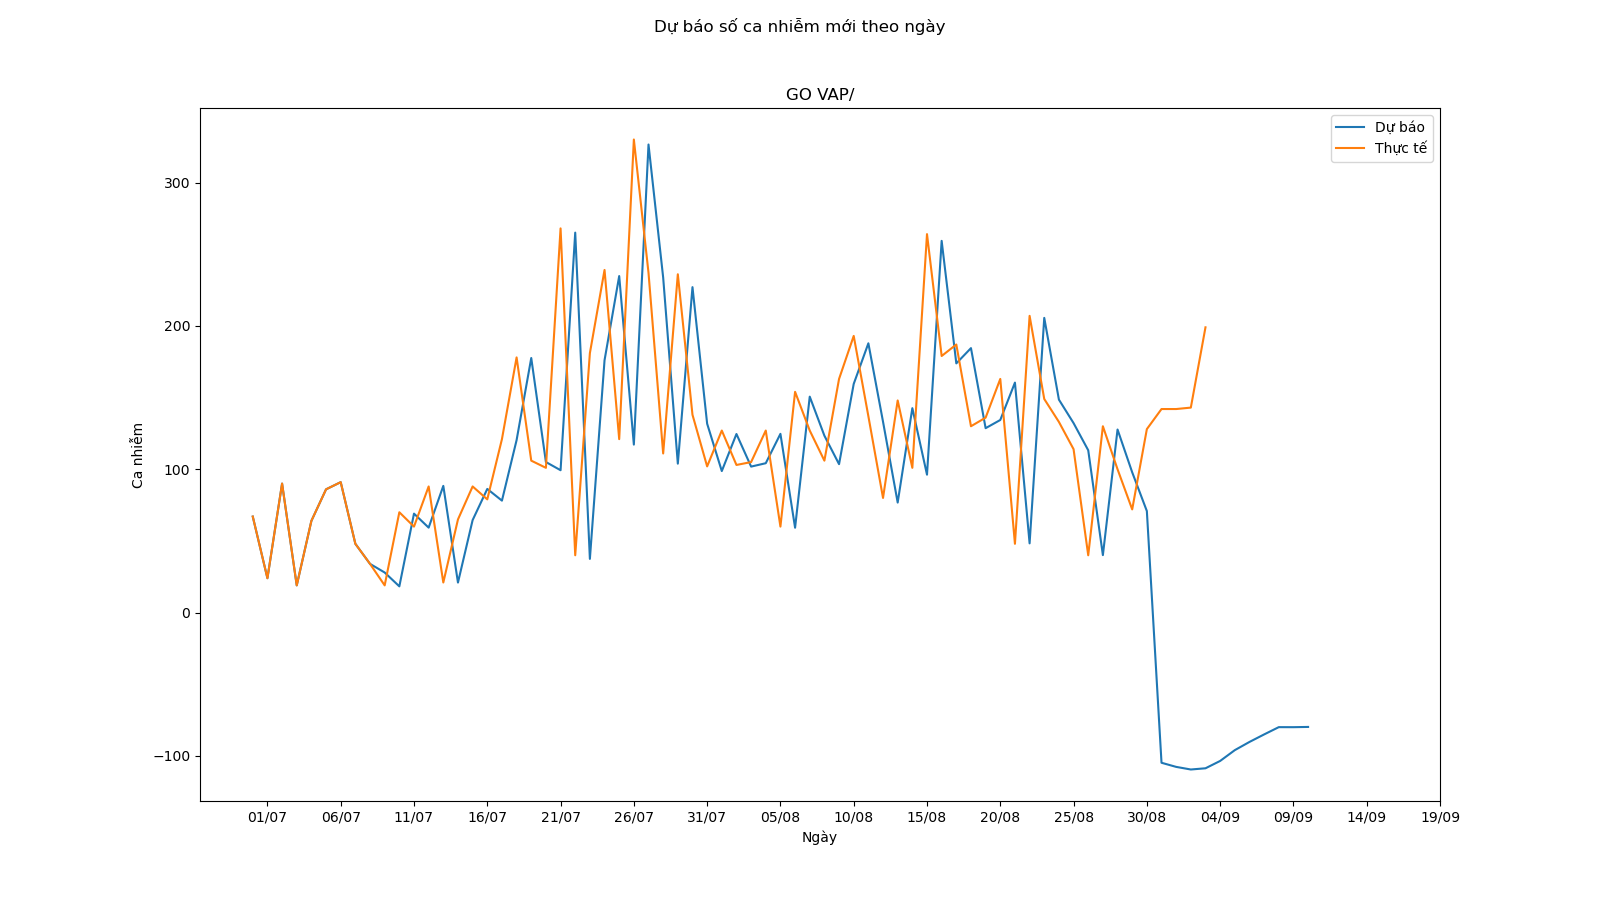 Dự báo số ca nhiễm mới theo ngày
GO VAP/
Dự báo
Thực tế
300
200
100
0
−100
Ca nhiễm
01/07 06/07 11/07 16/07 21/07 26/07 31/07 05/08 10/08 15/08 20/08 25/08 30/08 04/09 09/09 14/09 19/09
Ngày